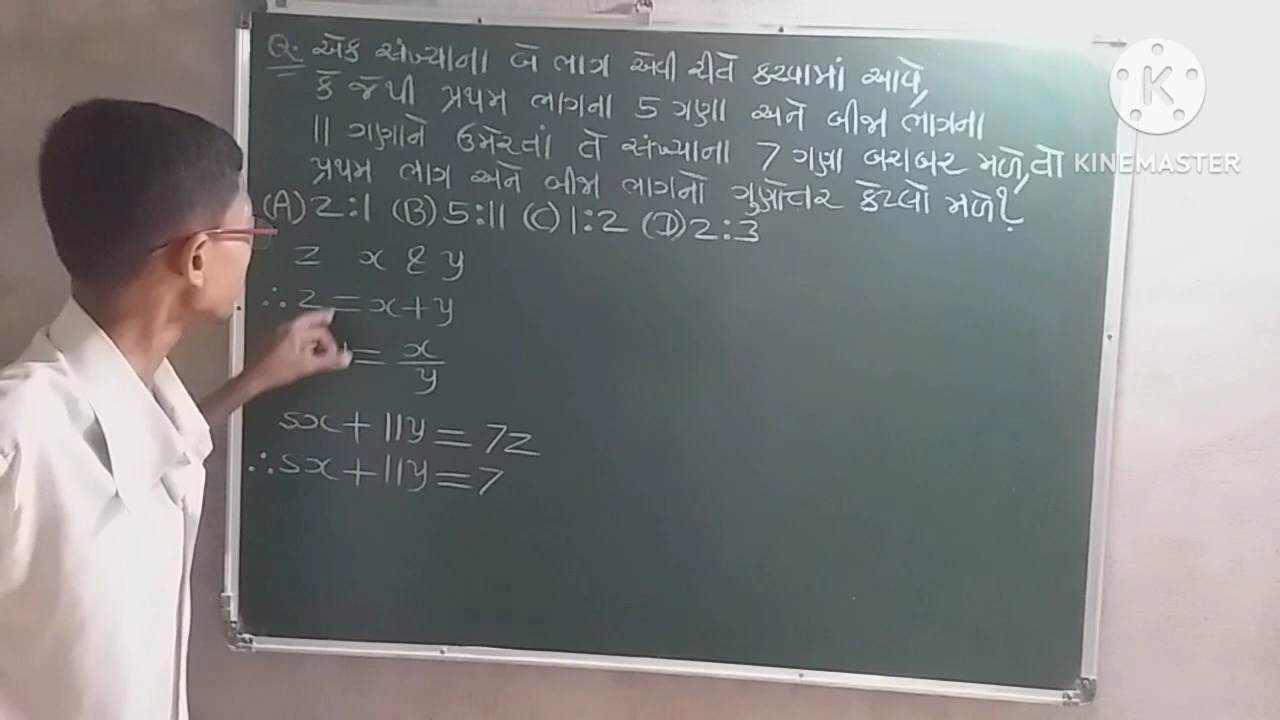 Q. એક સંખ્યાના બે ભાગ એવી રીતે કરવામાં આવે,
કે જેથી પ્રથમ ભાગના 5 ગણા અને બીજા ભાગના
11 ગણાને ઉમેરતાં તે સંખ્યાના 7 ગણા બરાબર મળે, તો
પ્રથમ ભાગ અને બીજા ભાગનો ગુણોત્તર કેટલો મળે?
(A) 2:1 (B) 5:11 (C) 1:2 (D) 2:3
z x & y
∴ z = x + y
= x/y
5x + 11y = 7z
∴ 5x + 11y = 7
K
KINEMASTER